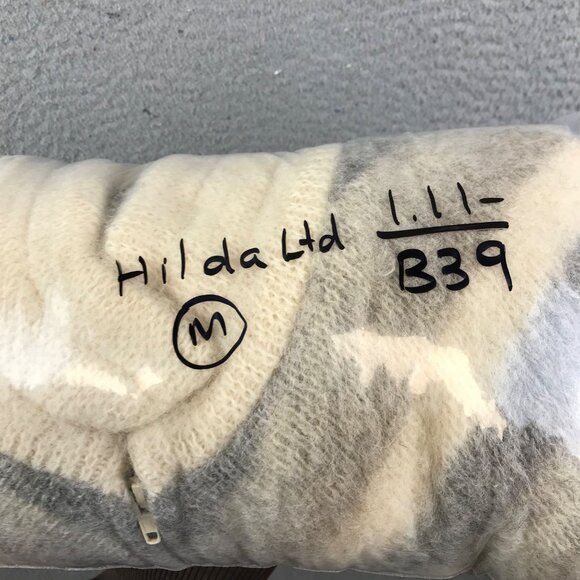 Hilda Ltd
M
1.11-
B39